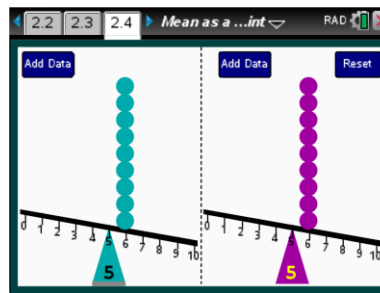 2.2 2.3 2.4 Mean as a ...int RAD
Add Data Add Data Reset
0 1 2 3 4 5 6 7 8 9 10 0 1 2 3 4 5 6 7 8 9 10
5 5